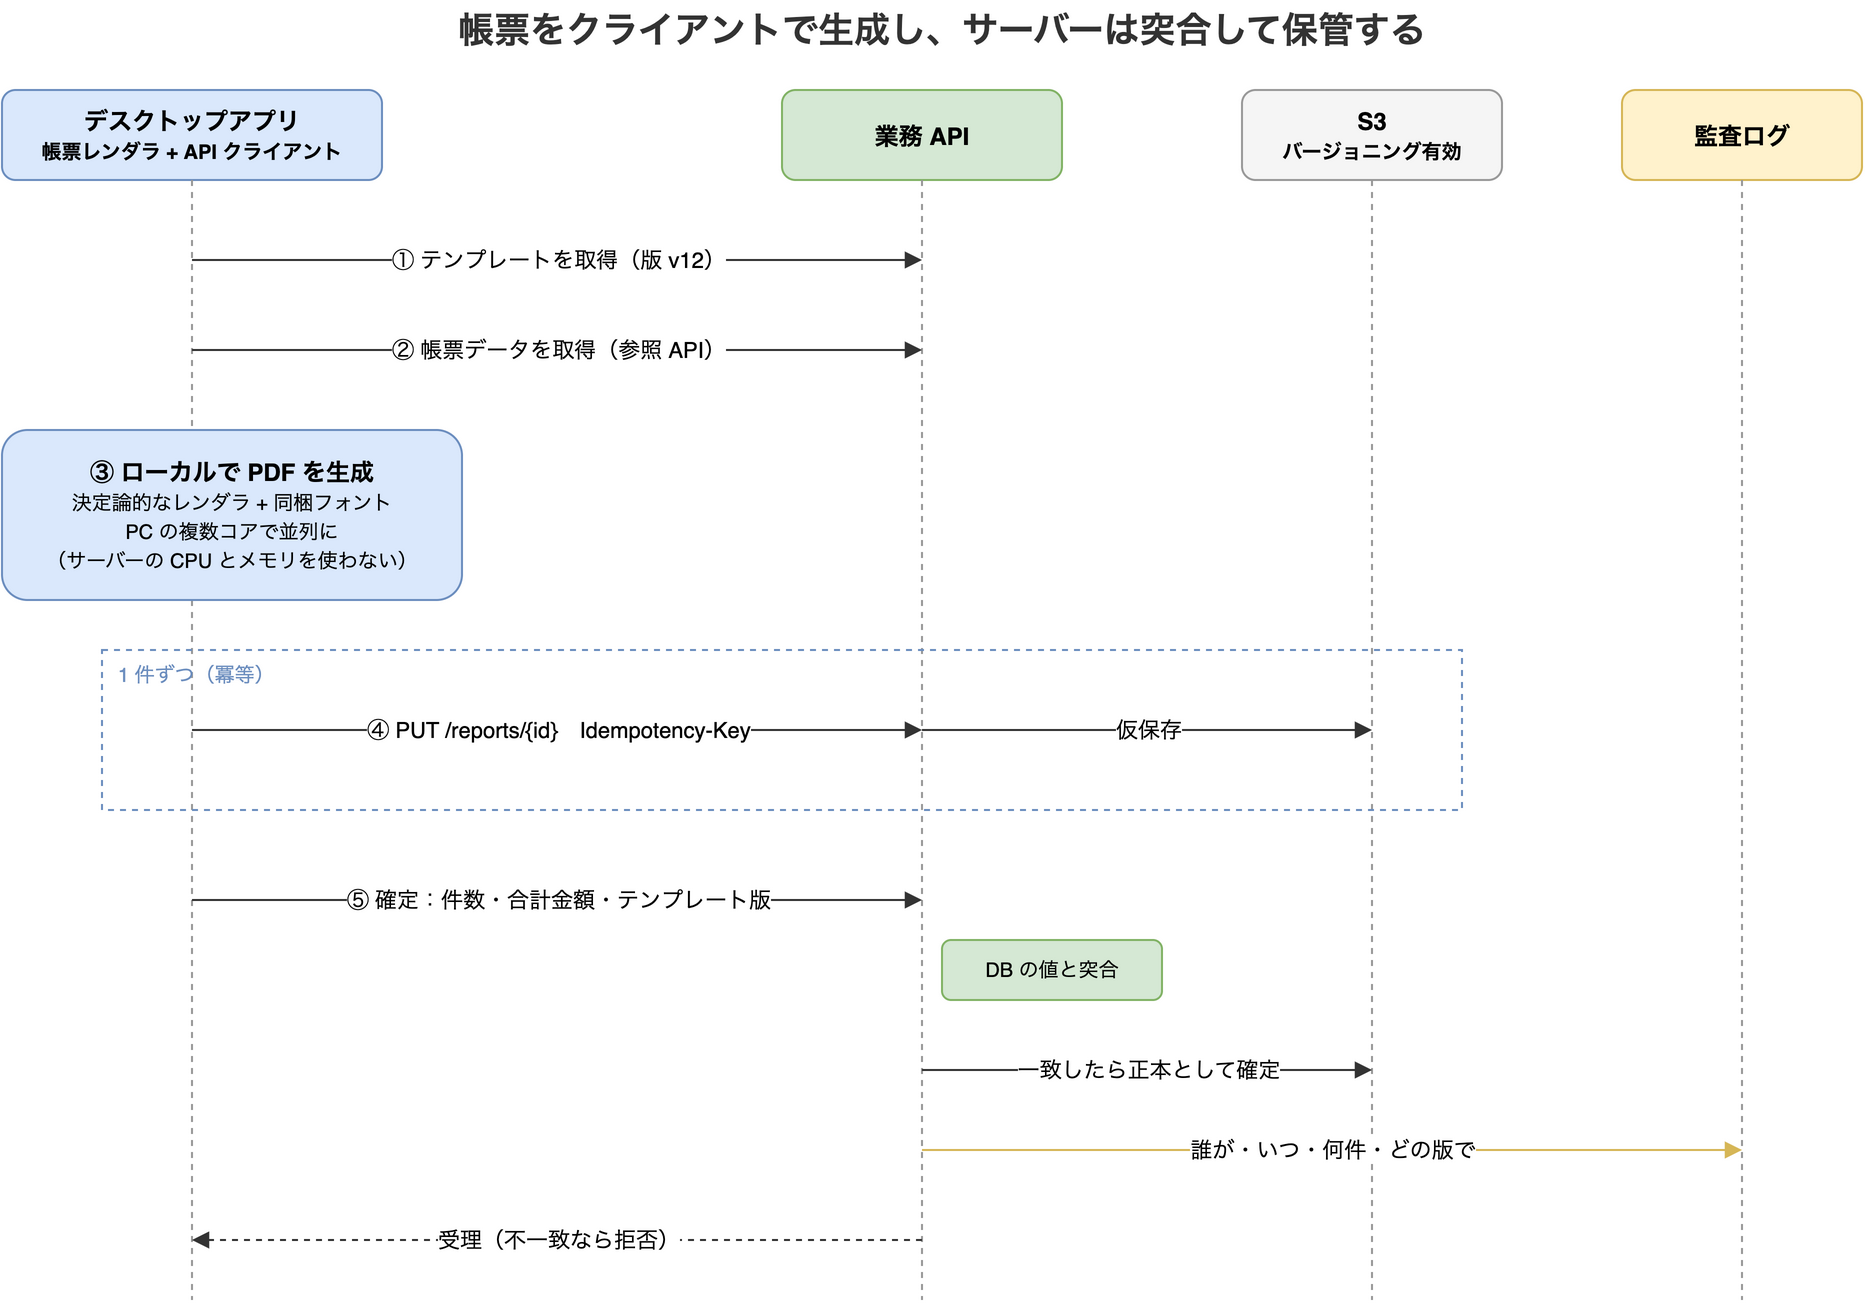 帳票をクライアントで生成し、サーバーは突合して保管する
デスクトップアプリ
帳票レンダラ + API クライアント
業務 API
S3
バージョニング有効
監査ログ
① テンプレートを取得（版 v12）
② 帳票データを取得（参照 API）
③ ローカルで PDF を生成
決定論的なレンダラ + 同梱フォント
PC の複数コアで並列に
（サーバーの CPU とメモリを使わない）
1 件ずつ（冪等）
④ PUT /reports/{id}　Idempotency-Key
仮保存
⑤ 確定：件数・合計金額・テンプレート版
DB の値と突合
一致したら正本として確定
誰が・いつ・何件・どの版で
受理（不一致なら拒否）